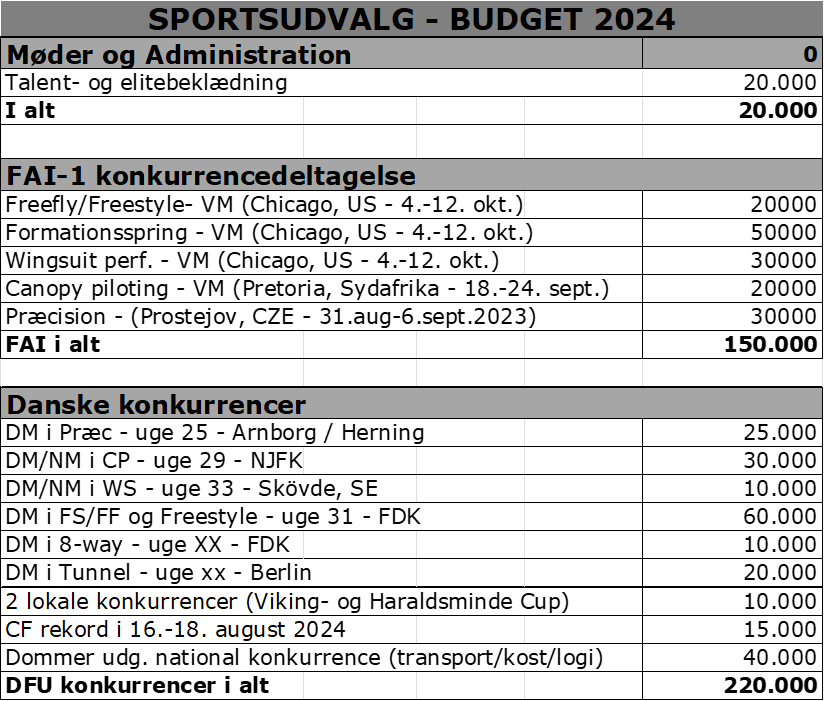 SPORTSUDVALG - BUDGET 2024
Møder og Administration 0
Talent- og elitebeklædning 20.000
I alt 20.000
FAI-1 konkurrencedeltagelse
Freefly/Freestyle- VM (Chicago, US - 4.-12. okt.) 20000
Formationsspring - VM (Chicago, US - 4.-12. okt.) 50000
Wingsuit perf. - VM (Chicago, US - 4.-12. okt.) 30000
Canopy piloting - VM (Pretoria, Sydafrika - 18.-24. sept.) 20000
Præcision - (Prostejov, CZE - 31.aug-6.sept.2023) 30000
FAI i alt 150.000
Danske konkurrencer
DM i Præc - uge 25 - Arnborg / Herning 25.000
DM/NM i CP - uge 29 - NJFK 30.000
DM/NM i WS - uge 33 - Skövde, SE 10.000
DM i FS/FF og Freestyle - uge 31 - FDK 60.000
DM i 8-way - uge XX - FDK 10.000
DM i Tunnel - uge xx - Berlin 20.000
2 lokale konkurrencer (Viking- og Haraldsminde Cup) 10.000
CF rekord i 16.-18. august 2024 15.000
Dommer udg. national konkurrence (transport/kost/logi) 40.000
DFU konkurrencer i alt 220.000